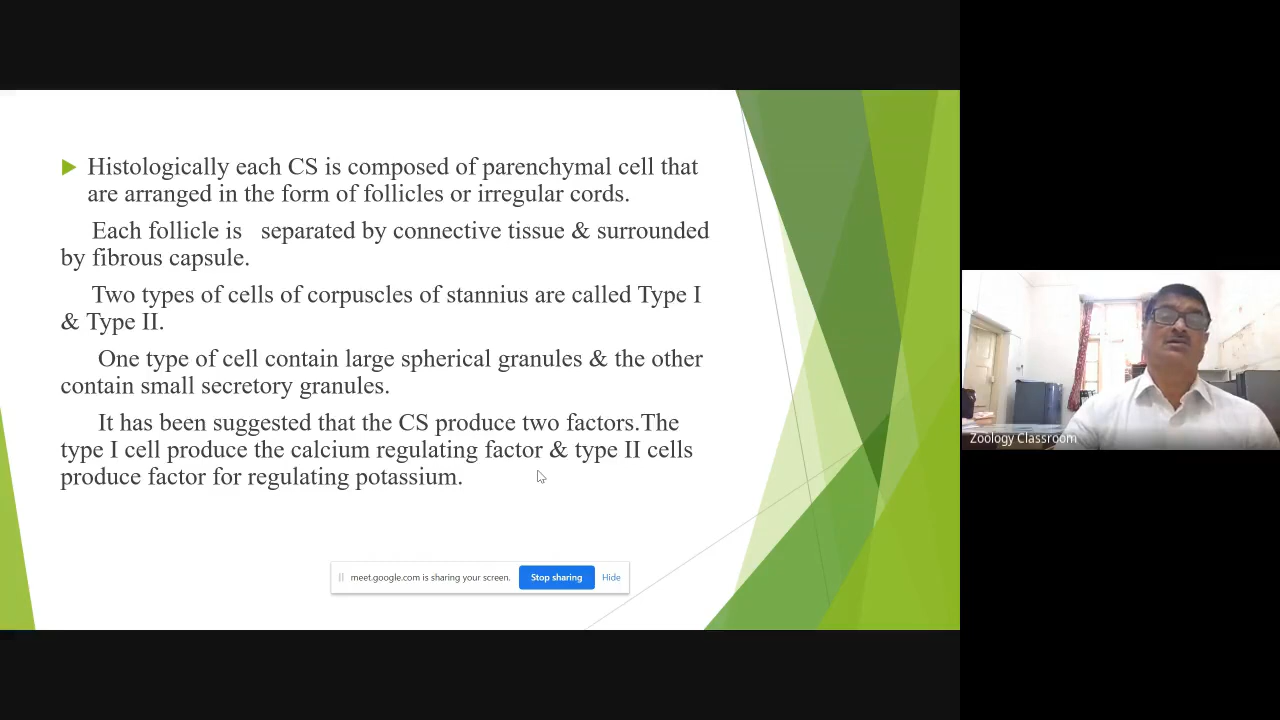 Histologically each CS is composed of parenchymal cell that
are arranged in the form of follicles or irregular cords.
Each follicle is   separated by connective tissue & surrounded
by fibrous capsule.
Two types of cells of corpuscles of stannius are called Type I
& Type II.
One type of cell contain large spherical granules & the other
contain small secretory granules.
It has been suggested that the CS produce two factors.The
type I cell produce the calcium regulating factor & type II cells
produce factor for regulating potassium.
meet.google.com is sharing your screen. Stop sharing Hide
Zoology Classroom